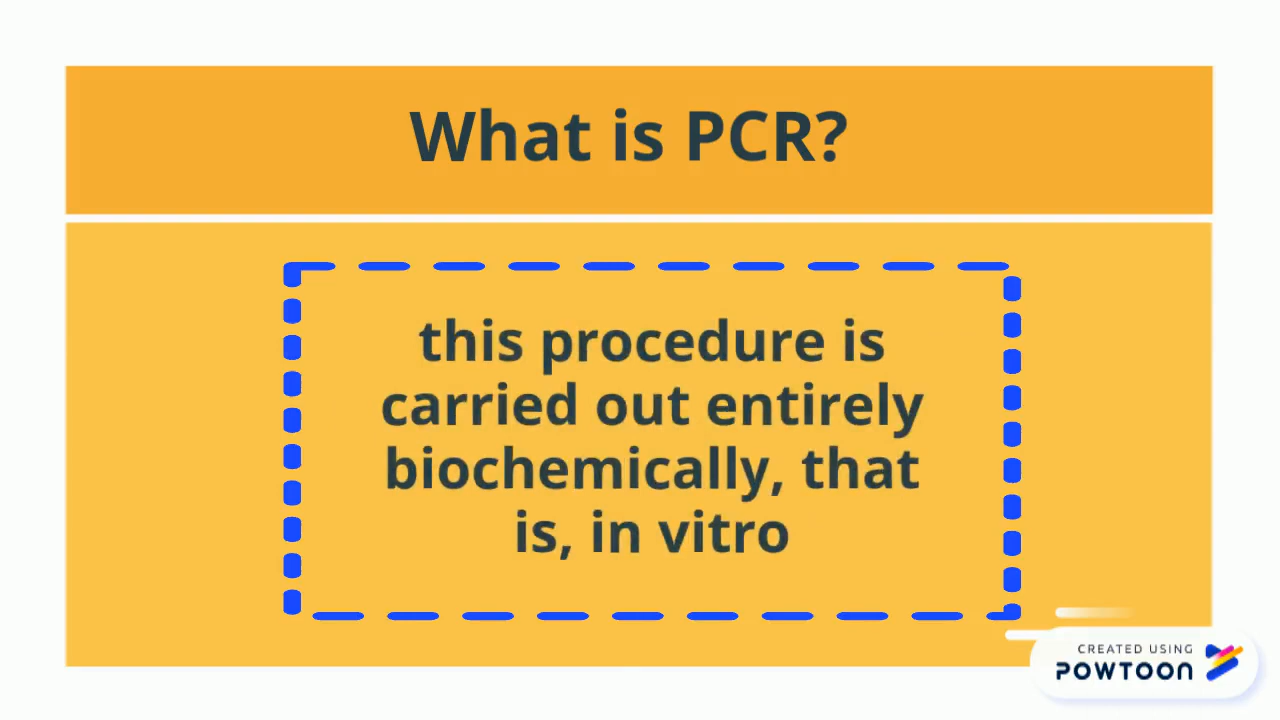 What is PCR?
this procedure is
carried out entirely
biochemically, that
is, in vitro
CREATED USING
POWTOON